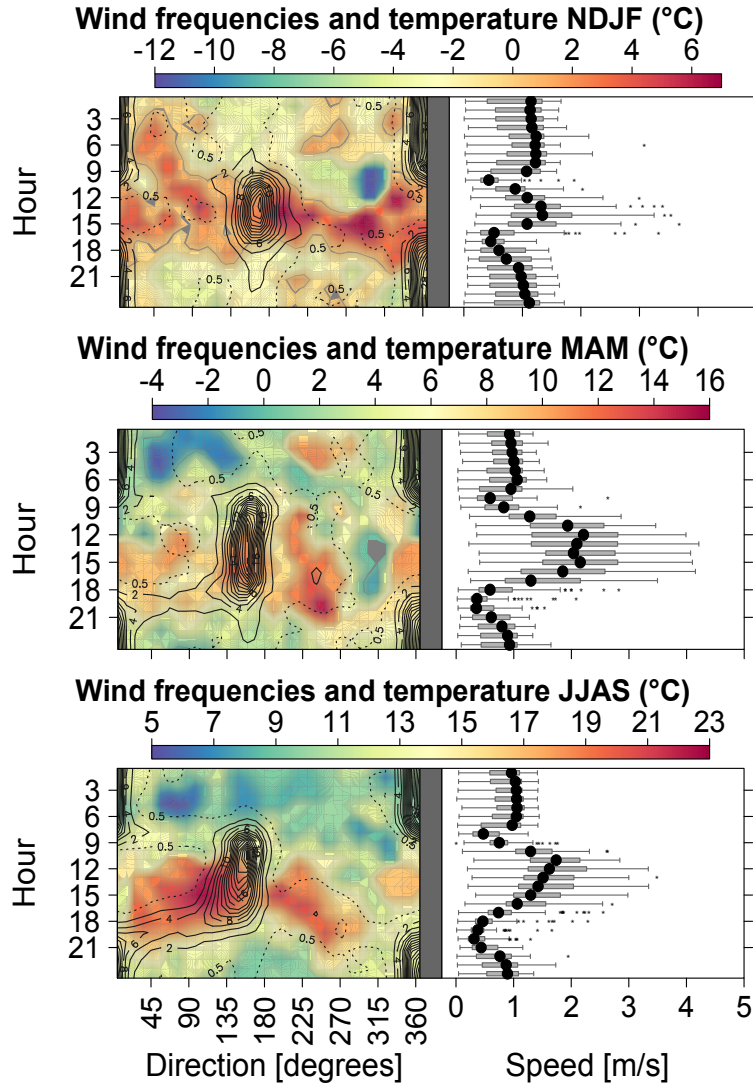 Wind frequencies and temperature NDJF (°C)
-12 -10 -8 -6 -4 -2 0 2 4 6
Hour
3
6
9
12
15
18
21
0.5
0.5
0.5
0.5
Wind frequencies and temperature MAM (°C)
-4 -2 0 2 4 6 8 10 12 14 16
Hour
3
6
9
12
15
18
21
0.5
0.5
0.5
2
4
0.5
Wind frequencies and temperature JJAS (°C)
5 7 9 11 13 15 17 19 21 23
Hour
3
6
9
12
15
18
21
0.5
0.5
4
8
2
0.5
45 90 135 180 225 270 315 360
0 1 2 3 4 5
Direction [degrees]
Speed [m/s]